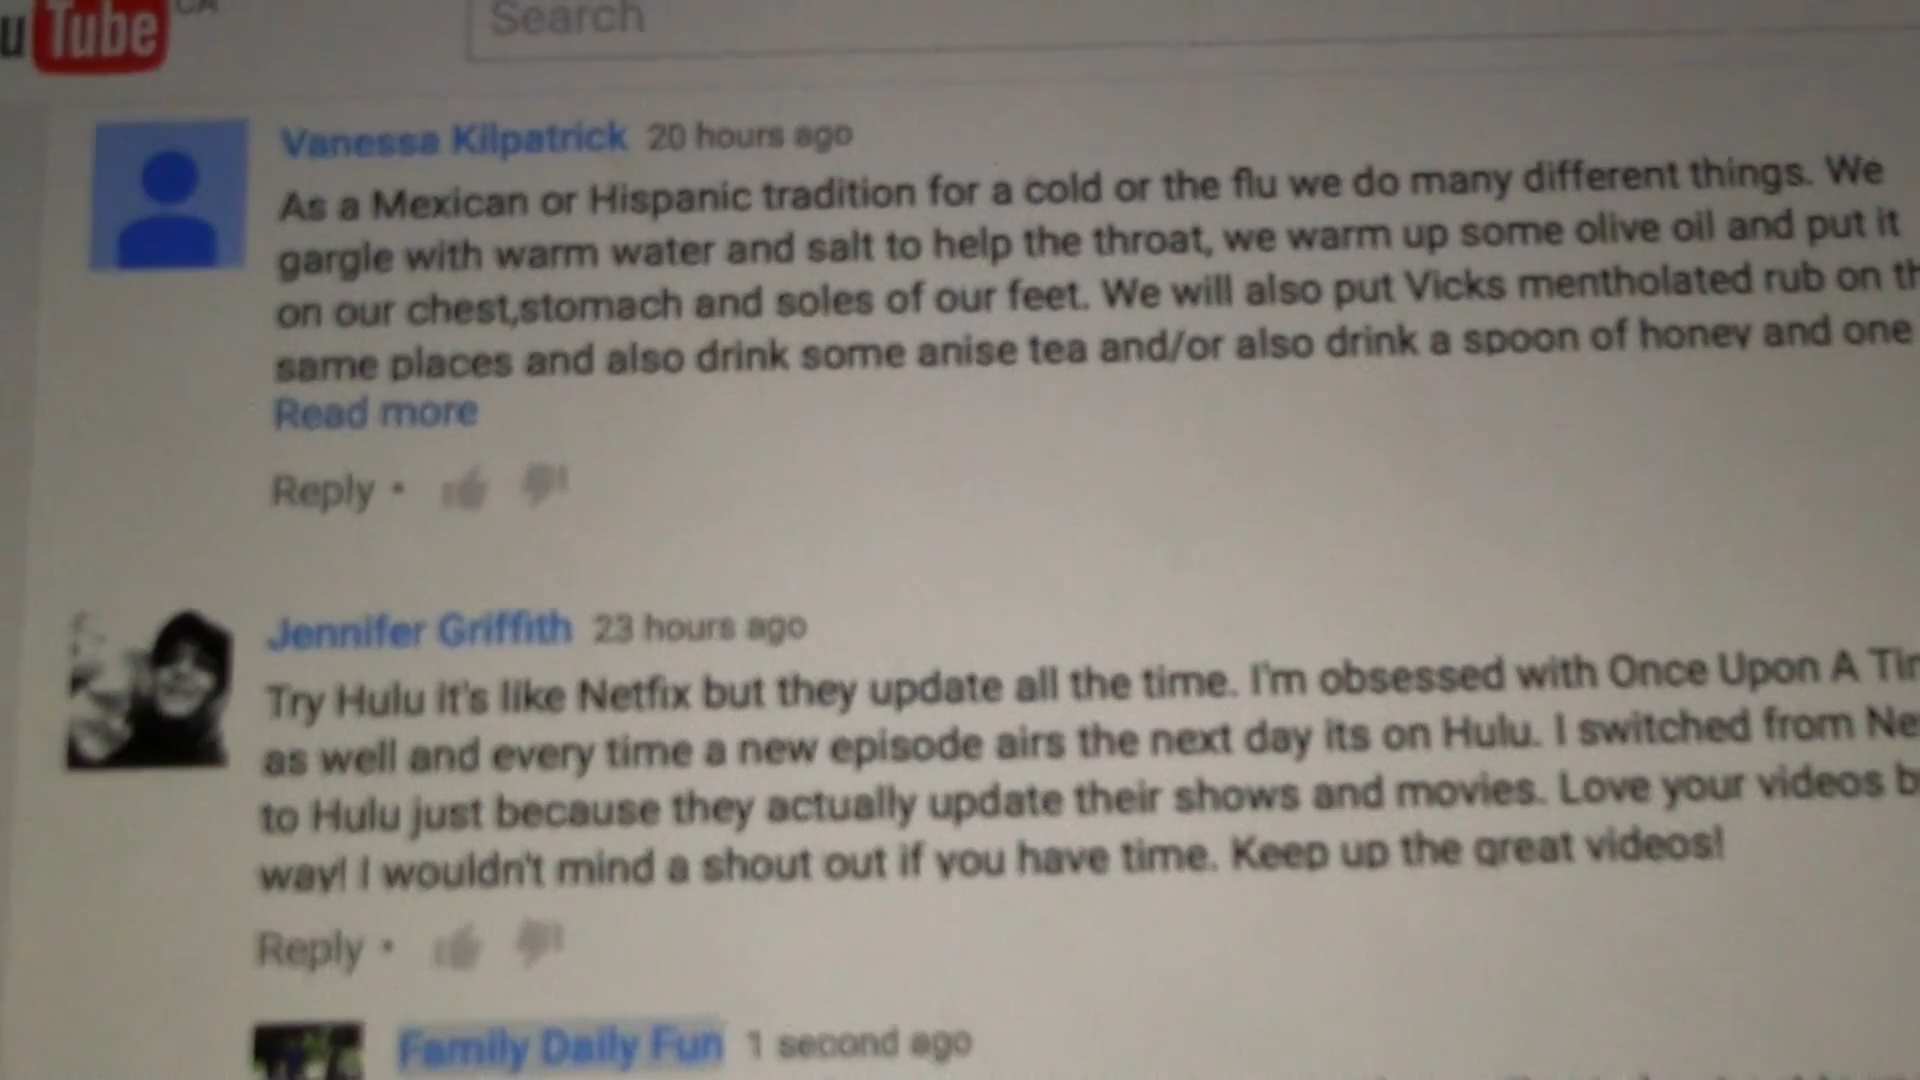 uTube CA
Search
Vanessa Kilpatrick 20 hours ago
As a Mexican or Hispanic tradition for a cold or the flu we do many different things. We
gargle with warm water and salt to help the throat, we warm up some olive oil and put it
on our chest,stomach and soles of our feet. We will also put Vicks mentholated rub on th
same places and also drink some anise tea and/or also drink a spoon of honey and one
Read more
Reply •
Jennifer Griffith 23 hours ago
Try Hulu it's like Netfix but they update all the time. I'm obsessed with Once Upon A Tim
as well and every time a new episode airs the next day its on Hulu. I switched from Ne
to Hulu just because they actually update their shows and movies. Love your videos b
way! I wouldn't mind a shout out if you have time. Keep up the great videos!
Reply •
Family Daily Fun 1 second ago